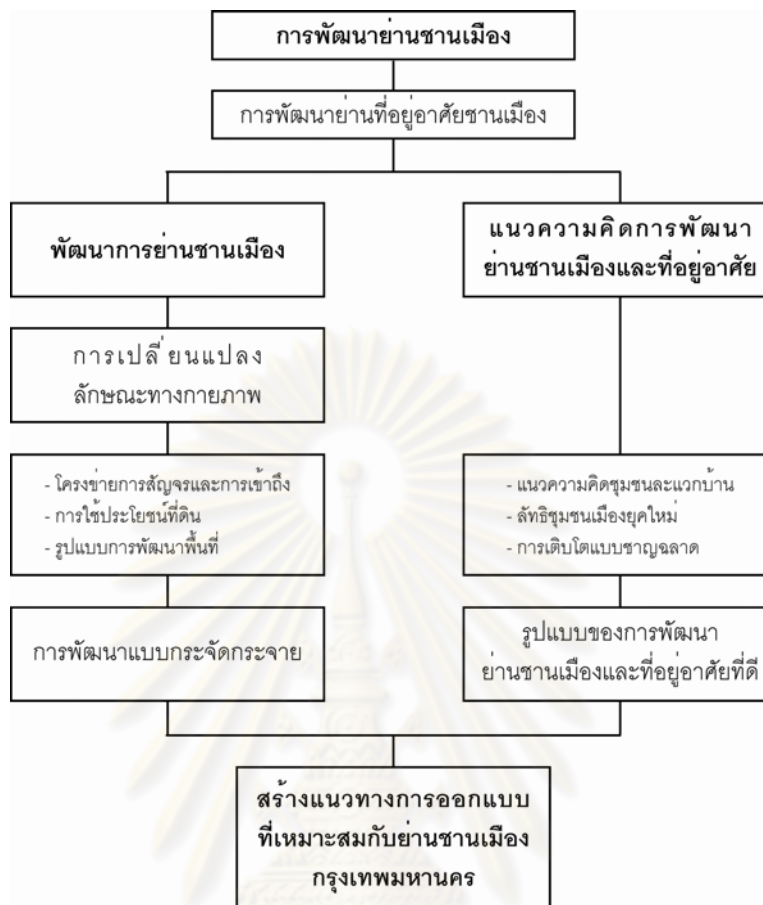 การพัฒนาย่านชานเมือง
การพัฒนาย่านที่อยู่อาศัยชานเมือง
พัฒนาการย่านชานเมือง
แนวความคิดการพัฒนา
ย่านชานเมืองและที่อยู่อาศัย
การเปลี่ยนแปลง
ลักษณะทางกายภาพ
- โครงข่ายการสัญจรและการเข้าถึง
- การใช้ประโยชน์ที่ดิน
- รูปแบบการพัฒนาพื้นที่
- แนวความคิดชุมชนละแวกบ้าน
- ลัทธิชุมชนเมืองยุคใหม่
- การเติบโตแบบชาญฉลาด
การพัฒนาแบบกระจัดกระจาย
รูปแบบของการพัฒนา
ย่านชานเมืองและที่อยู่อาศัยที่ดี
สร้างแนวทางการออกแบบ
ที่เหมาะสมกับย่านชานเมือง
กรุงเทพมหานคร